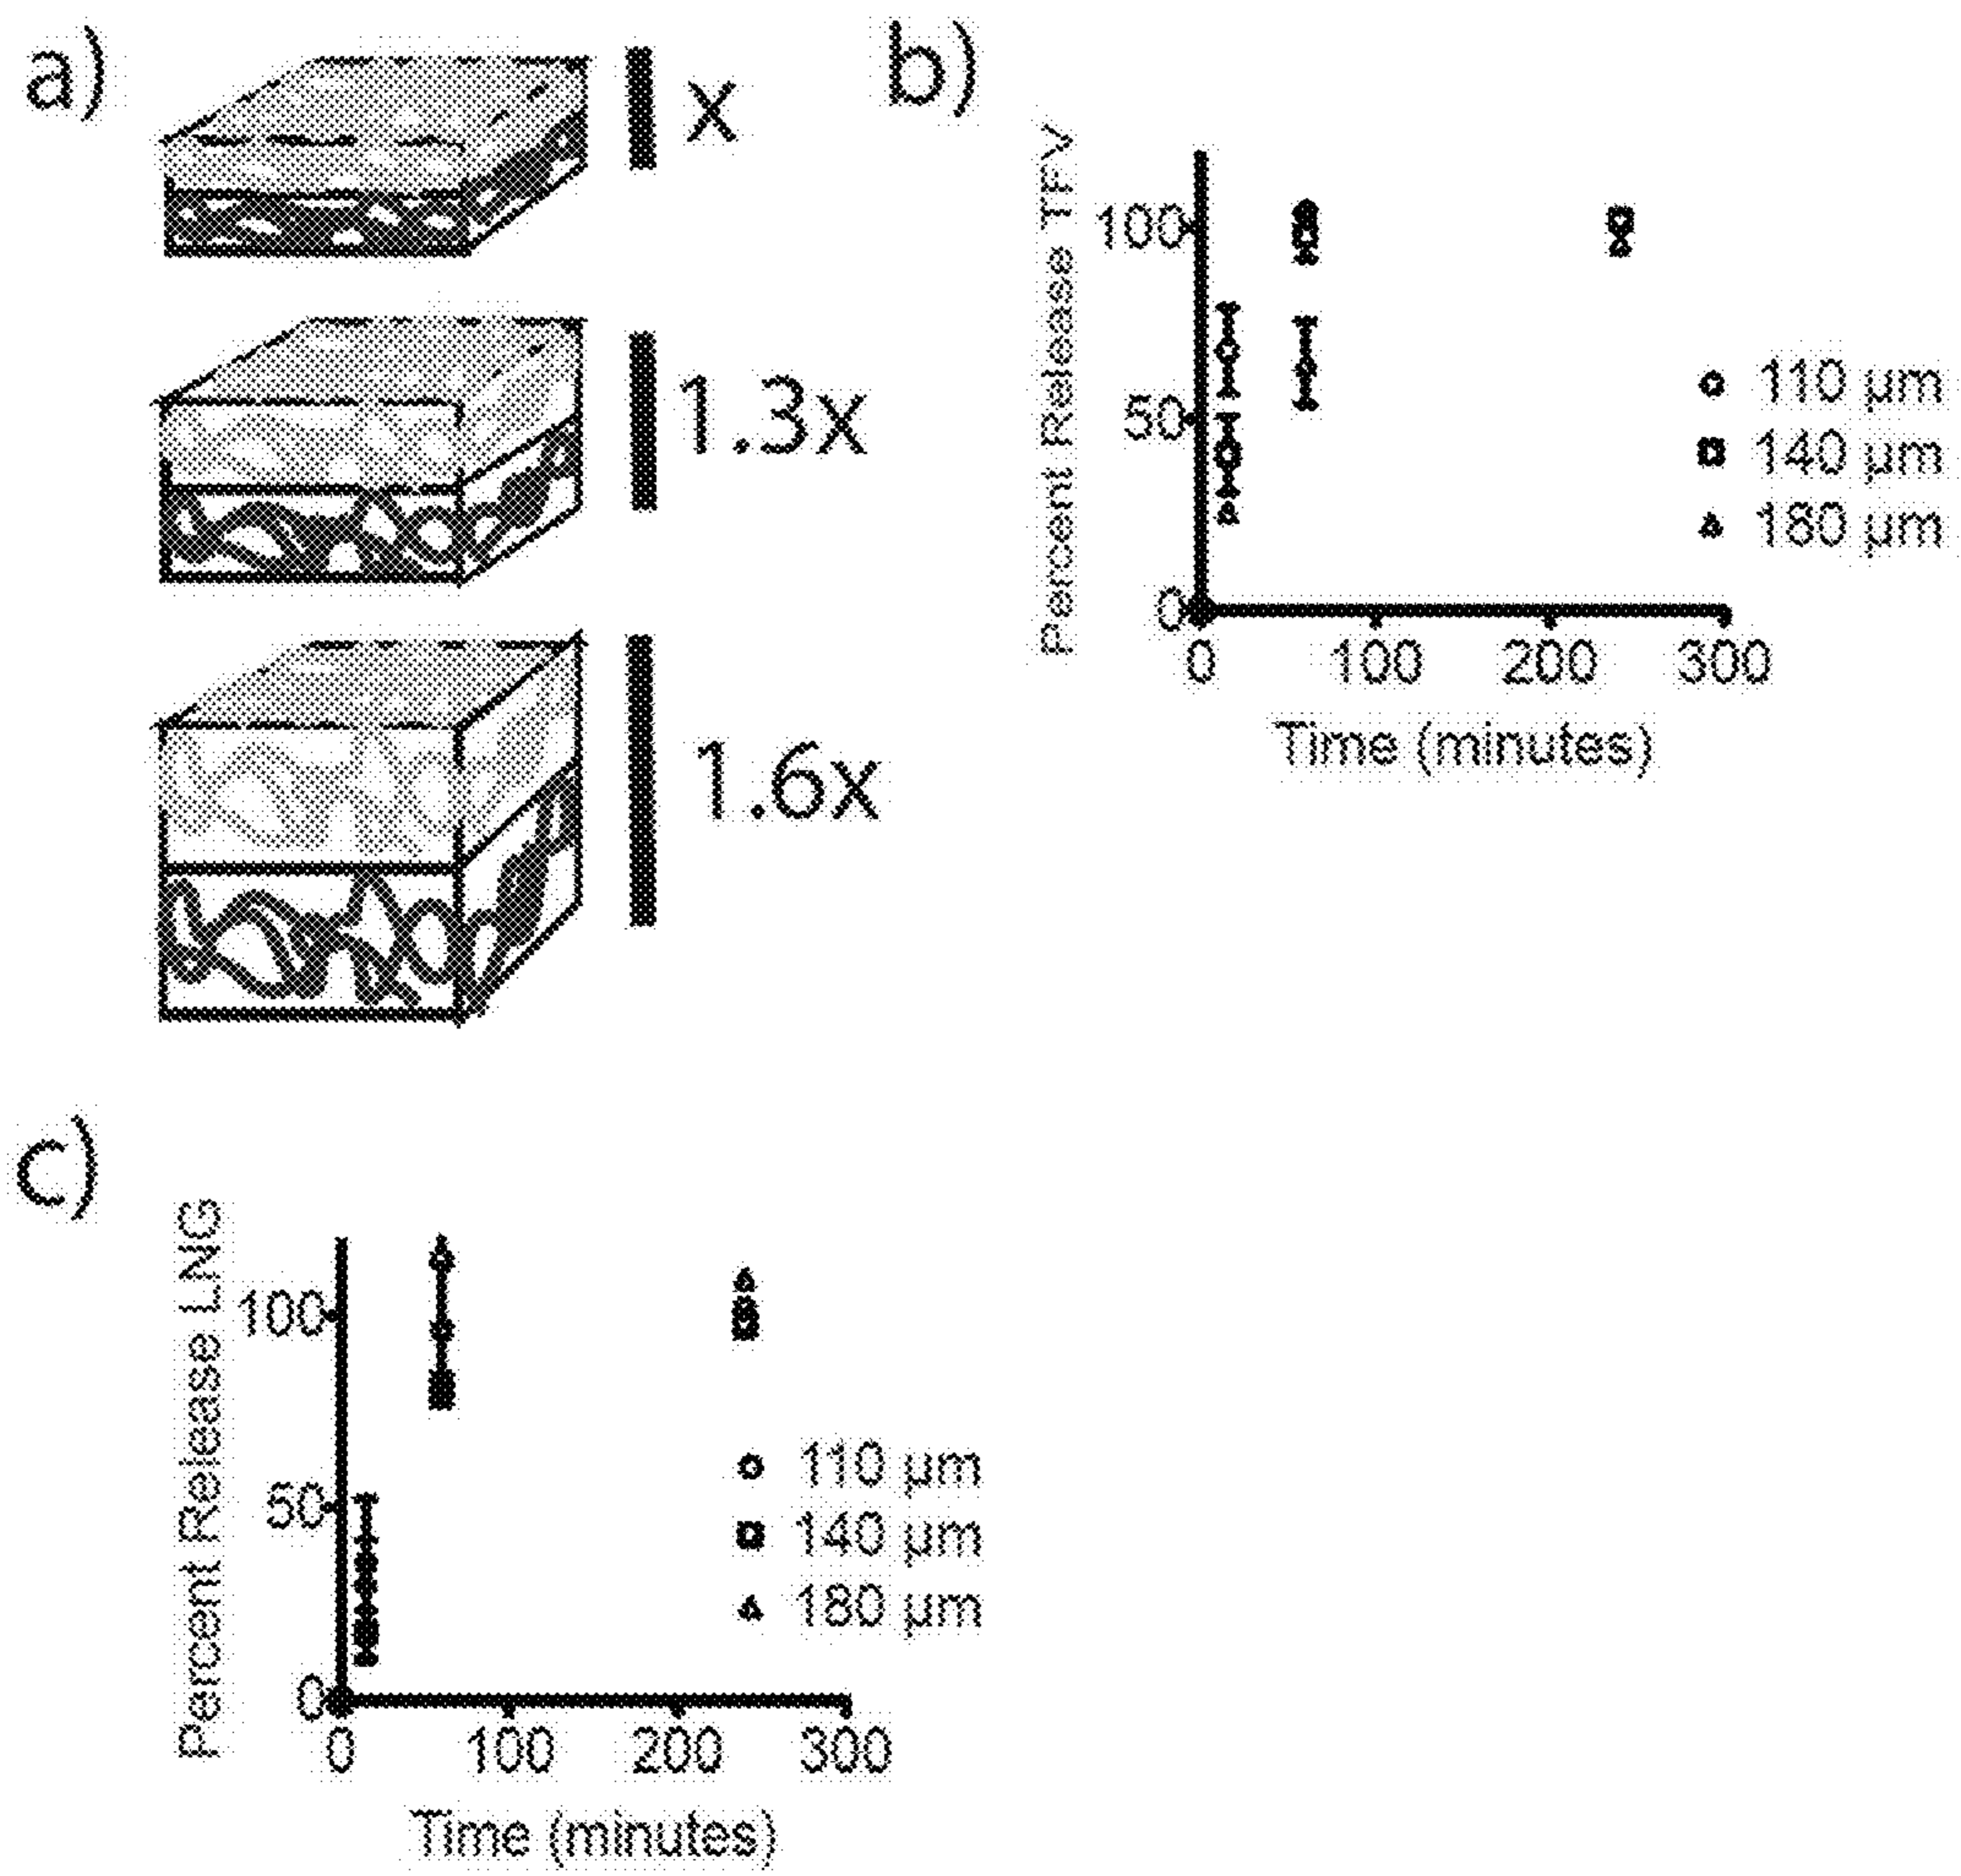 a)
x
1.3x
1.6x
b)
Percent Release TFV
100
50
0
0 100 200 300
Time (minutes)
110 µm
140 µm
180 µm
c)
Percent Release LNG
100
50
0
0 100 200 300
Time (minutes)
110 µm
140 µm
180 µm